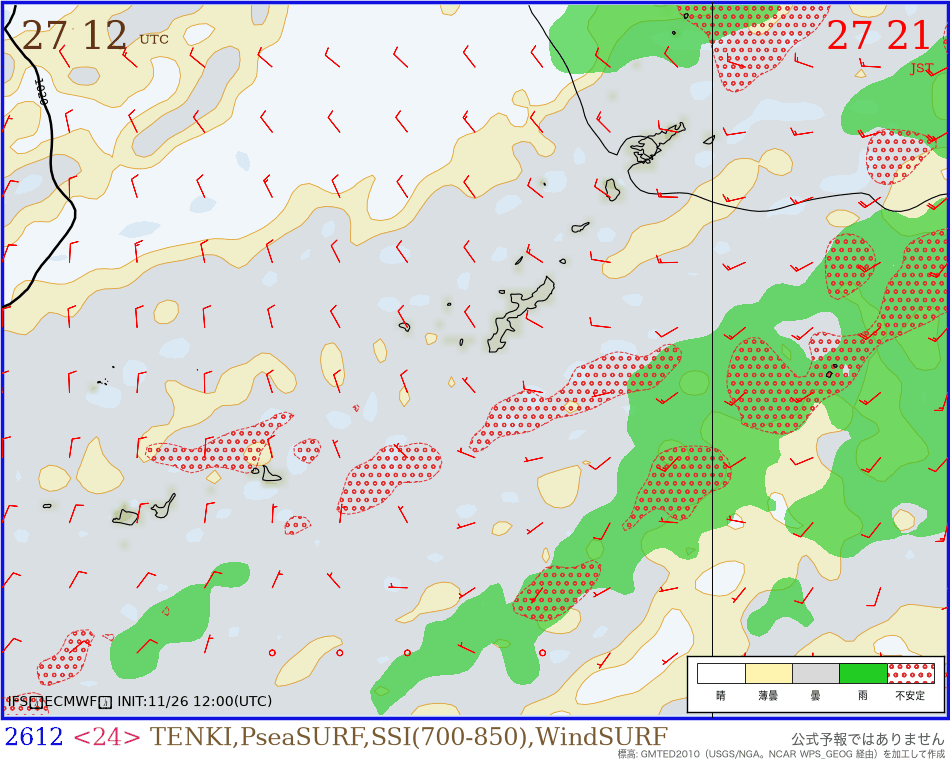 27 12 UTC
27 21
JST
1020
IFS ECMWF INIT:11/26 12:00(UTC)
晴 薄曇 曇 雨 不安定
2612 <24> TENKI,PseaSURF,SSI(700-850),WindSURF
公式予報ではありません
標高: GMTED2010（USGS/NGA。NCAR WPS_GEOG 経由）を加工して作成